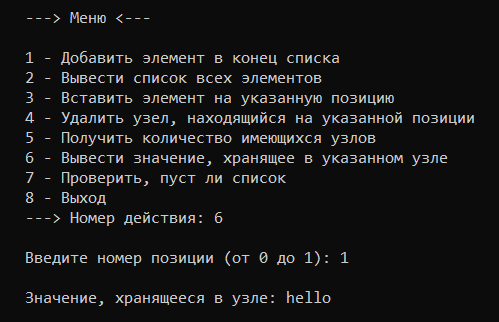 ---> Меню <---
1 - Добавить элемент в конец списка
2 - Вывести список всех элементов
3 - Вставить элемент на указанную позицию
4 - Удалить узел, находящийся на указанной позиции
5 - Получить количество имеющихся узлов
6 - Вывести значение, хранящее в указанном узле
7 - Проверить, пуст ли список
8 - Выход
---> Номер действия: 6
Введите номер позиции (от 0 до 1): 1
Значение, хранящееся в узле: hello